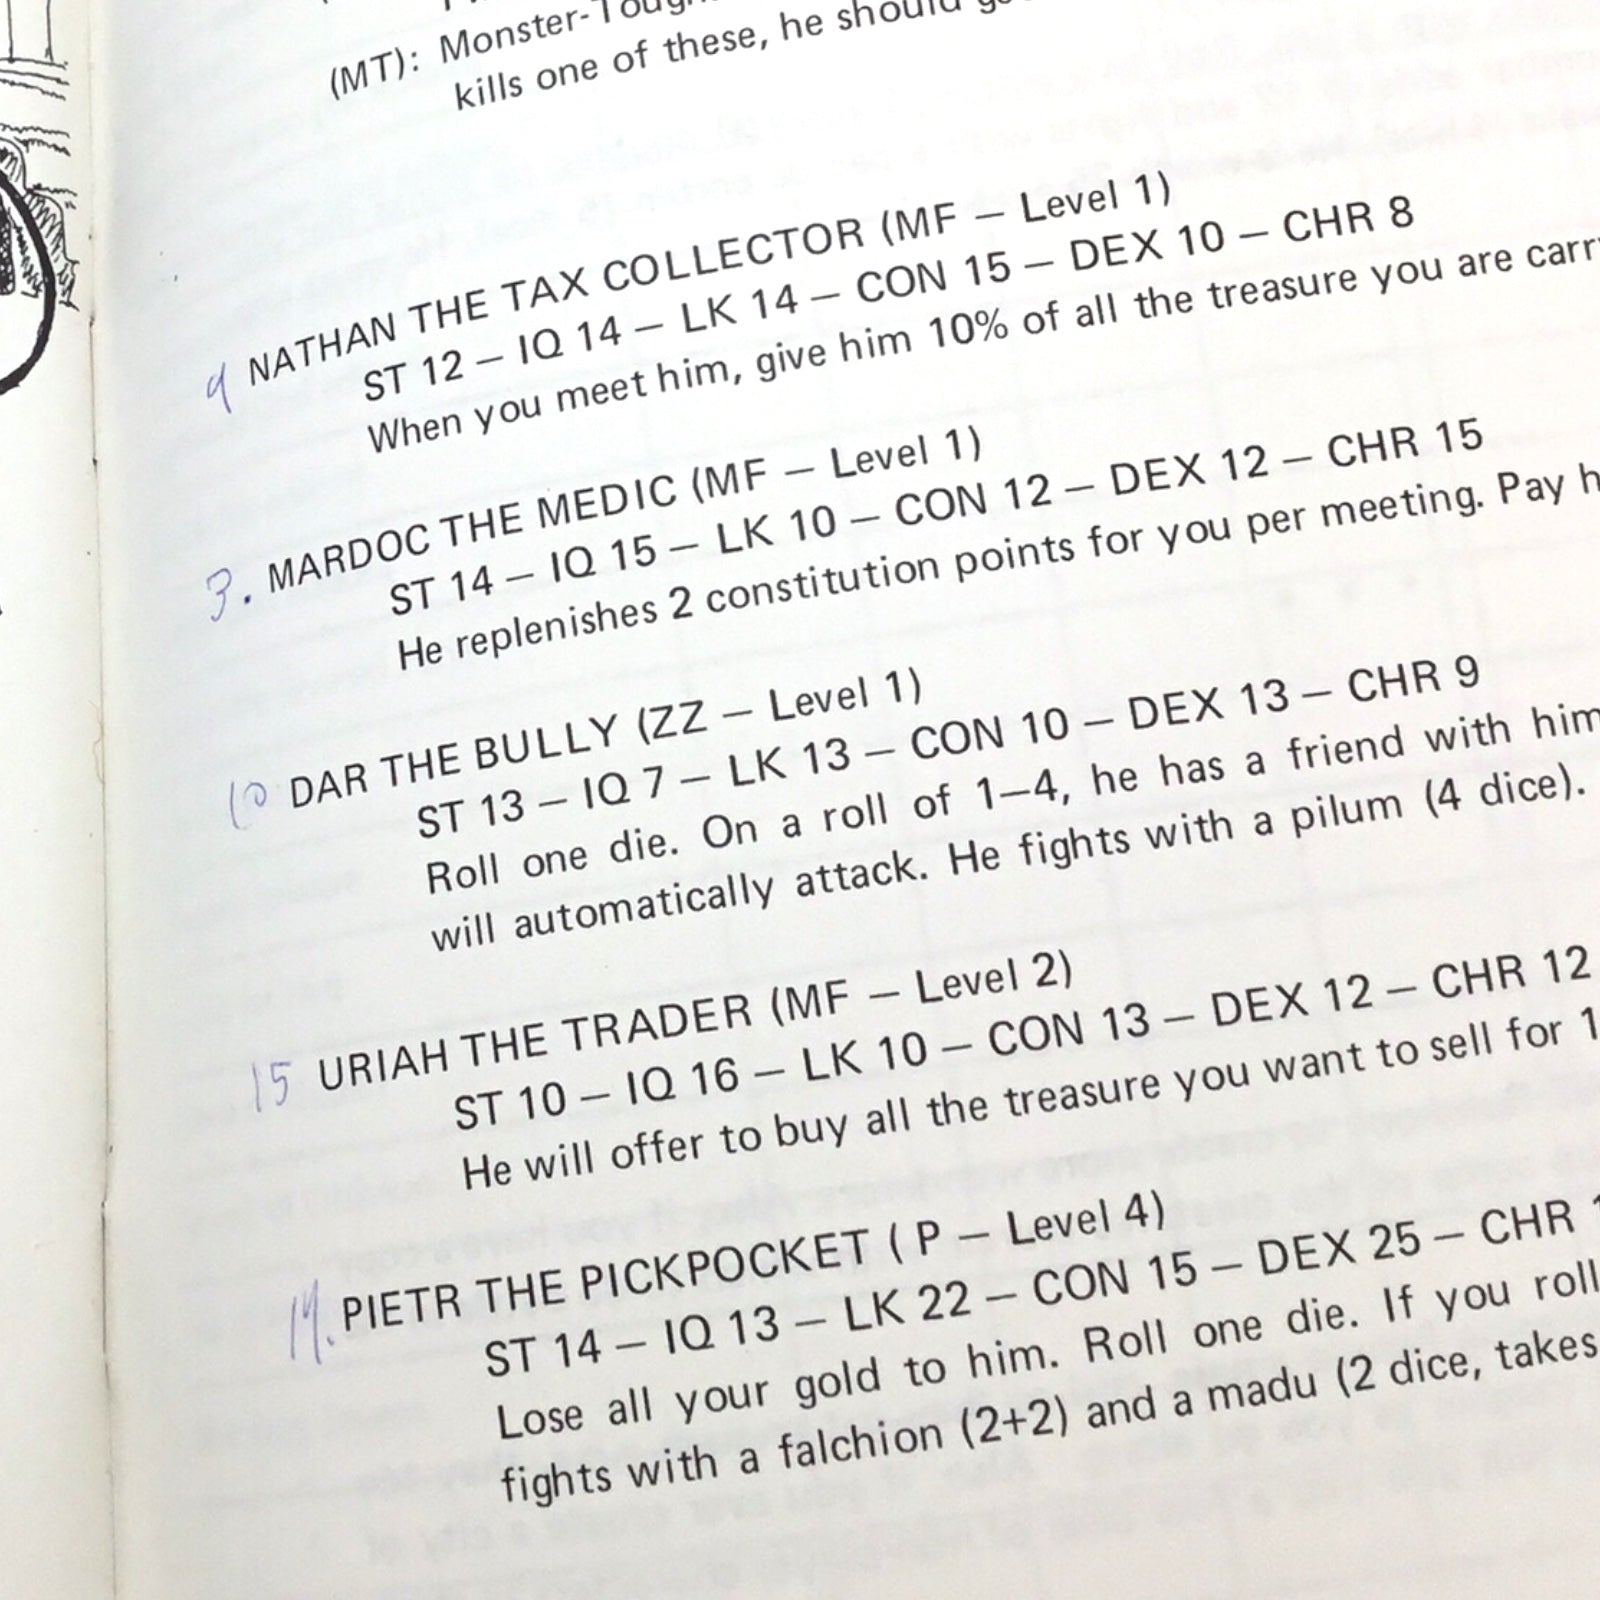 (MT): Monster-Tough
kills one of these, he should
9 NATHAN THE TAX COLLECTOR (MF – Level 1)
ST 12 – IQ 14 – LK 14 – CON 15 – DEX 10 – CHR 8
When you meet him, give him 10% of all the treasure you are carry
3. MARDOC THE MEDIC (MF – Level 1)
ST 14 – IQ 15 – LK 10 – CON 12 – DEX 12 – CHR 15
He replenishes 2 constitution points for you per meeting. Pay h
10 DAR THE BULLY (ZZ – Level 1)
ST 13 – IQ 7 – LK 13 – CON 10 – DEX 13 – CHR 9
Roll one die. On a roll of 1–4, he has a friend with him
will automatically attack. He fights with a pilum (4 dice).
15 URIAH THE TRADER (MF – Level 2)
ST 10 – IQ 16 – LK 10 – CON 13 – DEX 12 – CHR 12
He will offer to buy all the treasure you want to sell for 1
PIETR THE PICKPOCKET ( P – Level 4)
ST 14 – IQ 13 – LK 22 – CON 15 – DEX 25 – CHR 1
Lose all your gold to him. Roll one die. If you roll
fights with a falchion (2+2) and a madu (2 dice, takes